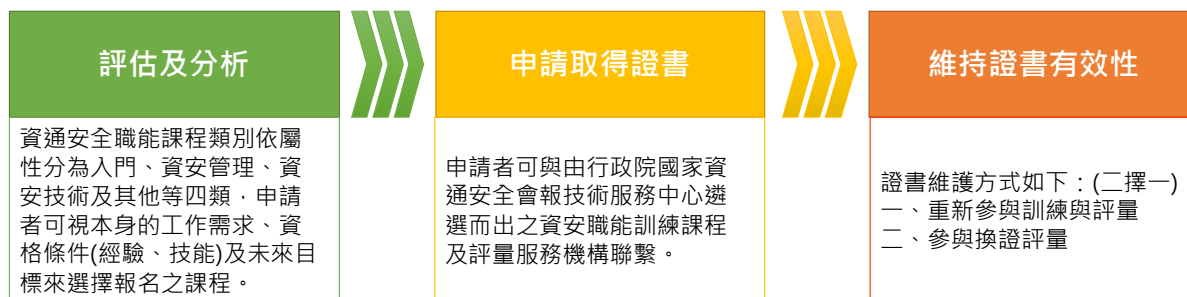 評估及分析
資通安全職能課程類別依屬
性分為入門、資安管理、資
安技術及其他等四類，申請
者可視本身的工作需求、資
格條件(經驗、技能)及未來目
標來選擇報名之課程。
申請取得證書
申請者可與由行政院國家資
通安全會報技術服務中心遴
選而出之資安職能訓練課程
及評量服務機構聯繫。
維持證書有效性
證書維護方式如下：(二擇一)
一、重新參與訓練與評量
二、參與換證評量